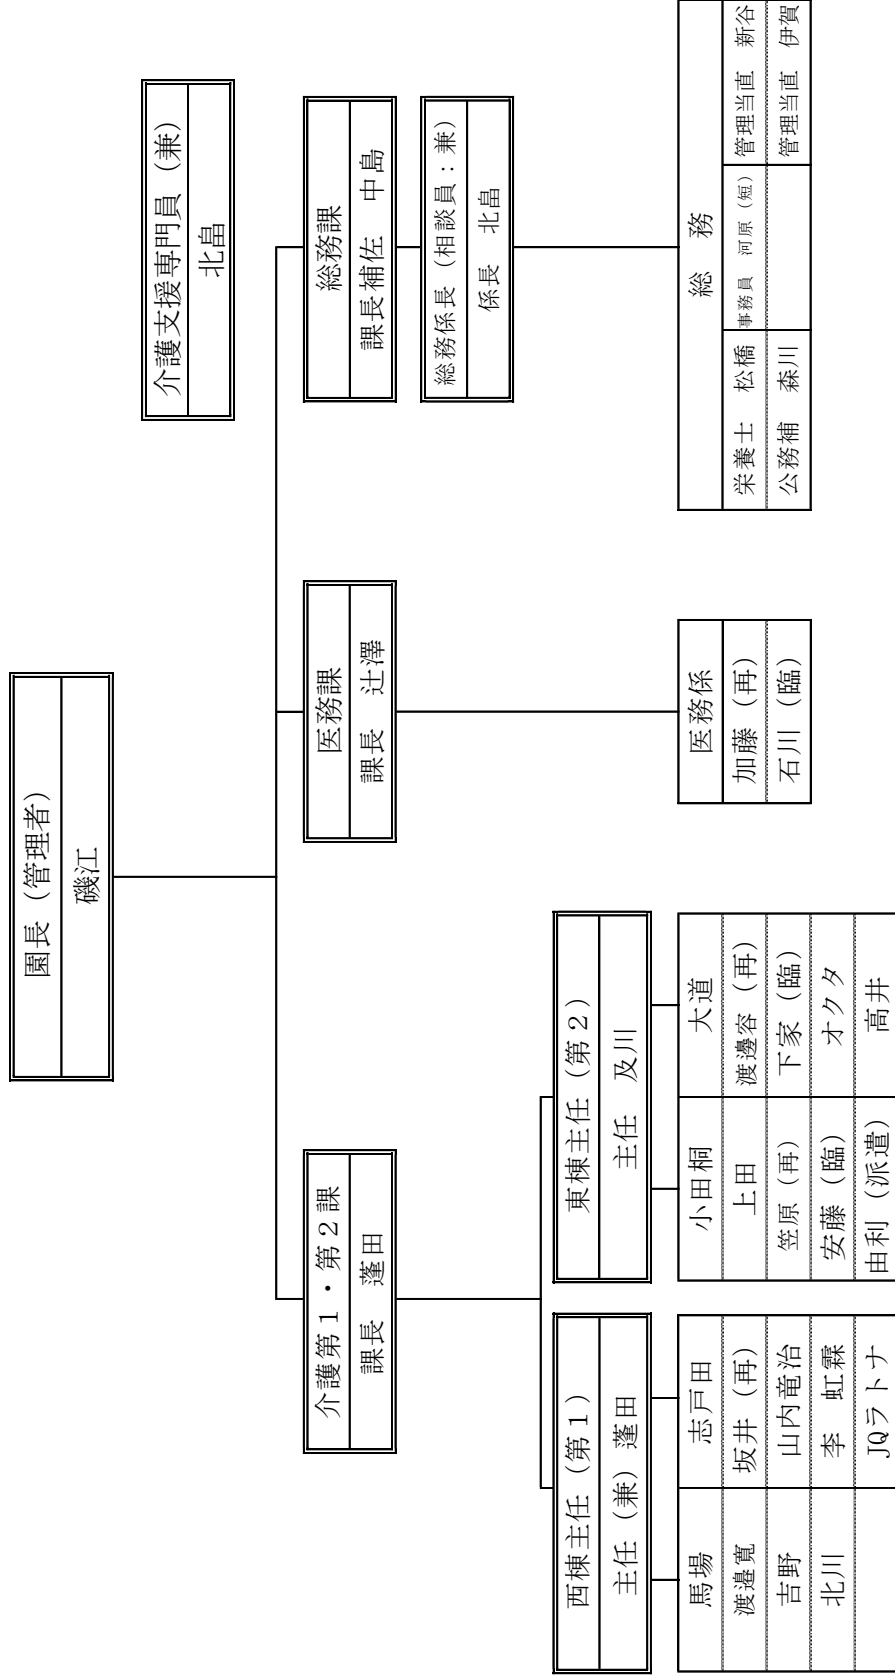 園長（管理者）
磯江
介護支援専門員（兼）
北畠
介護第１・第２課
課長　蓬田
医務課
課長　辻澤
総務課
課長補佐　中島
総務係長（相談員：兼）
係長　北畠
西棟主任（第１）
主任（兼）蓬田
東棟主任（第２）
主任　及川
馬場　志戸田
渡邉寛　坂井（再）
吉野　山内竜治
北川　李　虹霖
JQラトナ
小田桐　大道
上田　渡邊容（再）
笠原（再）　下家（臨）
安藤（臨）　オクタ
由利（派遣）　高井
医務係
加藤（再）
石川（臨）
総　務
栄養士　松橋　事務員　河原（短）　管理当直　新谷
公務補　森川　管理当直　伊賀